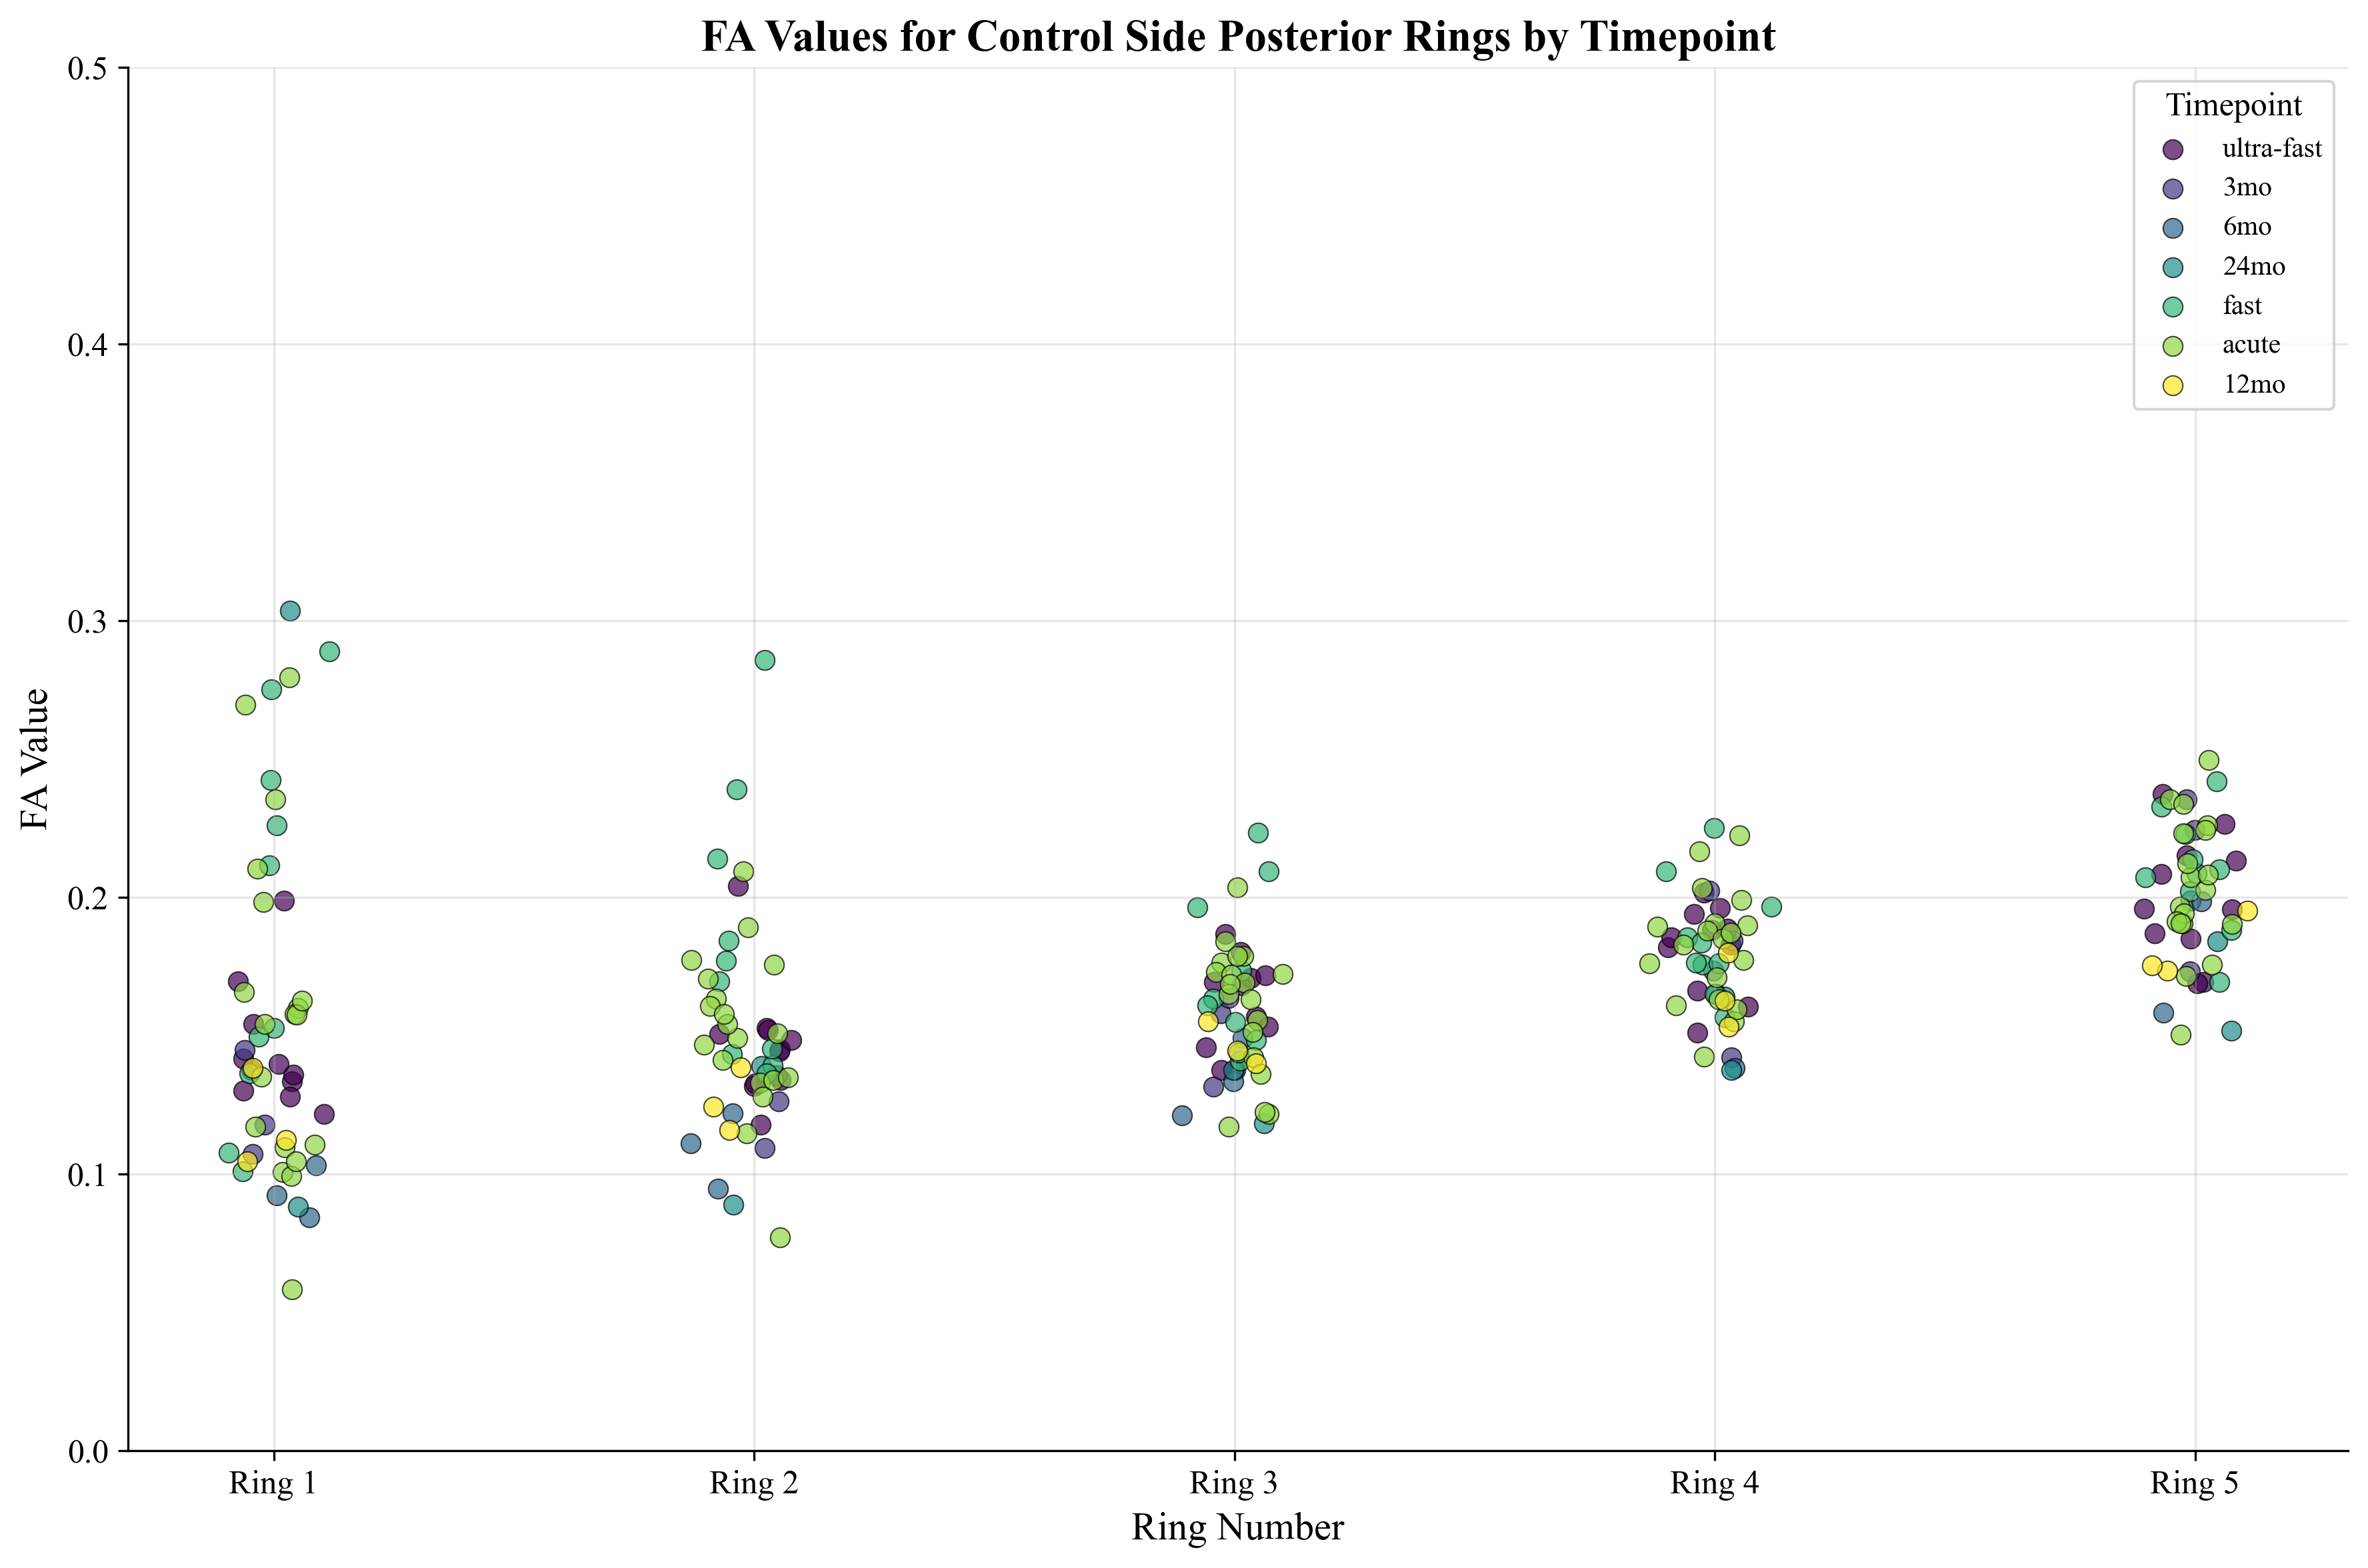 FA Values for Control Side Posterior Rings by Timepoint
0.5
0.4
0.3
0.2
0.1
0.0
FA Value
Timepoint
ultra-fast
3mo
6mo
24mo
fast
acute
12mo
Ring 1
Ring 2
Ring 3
Ring 4
Ring 5
Ring Number